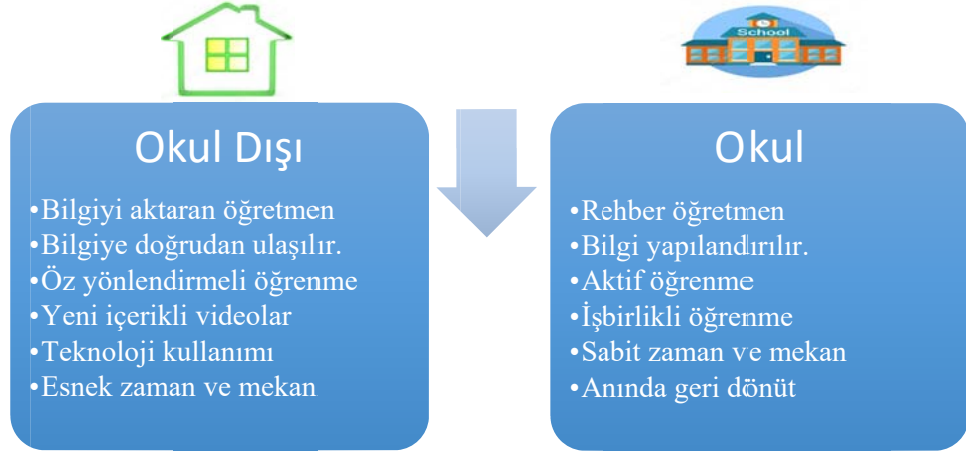 School
Okul Dışı
•Bilgiyi aktaran öğretmen
•Bilgiye doğrudan ulaşılır.
•Öz yönlendirmeli öğrenme
•Yeni içerikli videolar
•Teknoloji kullanımı
•Esnek zaman ve mekan
Okul
•Rehber öğretmen
•Bilgi yapılandırılır.
•Aktif öğrenme
•İşbirlikli öğrenme
•Sabit zaman ve mekan
•Anında geri dönüt